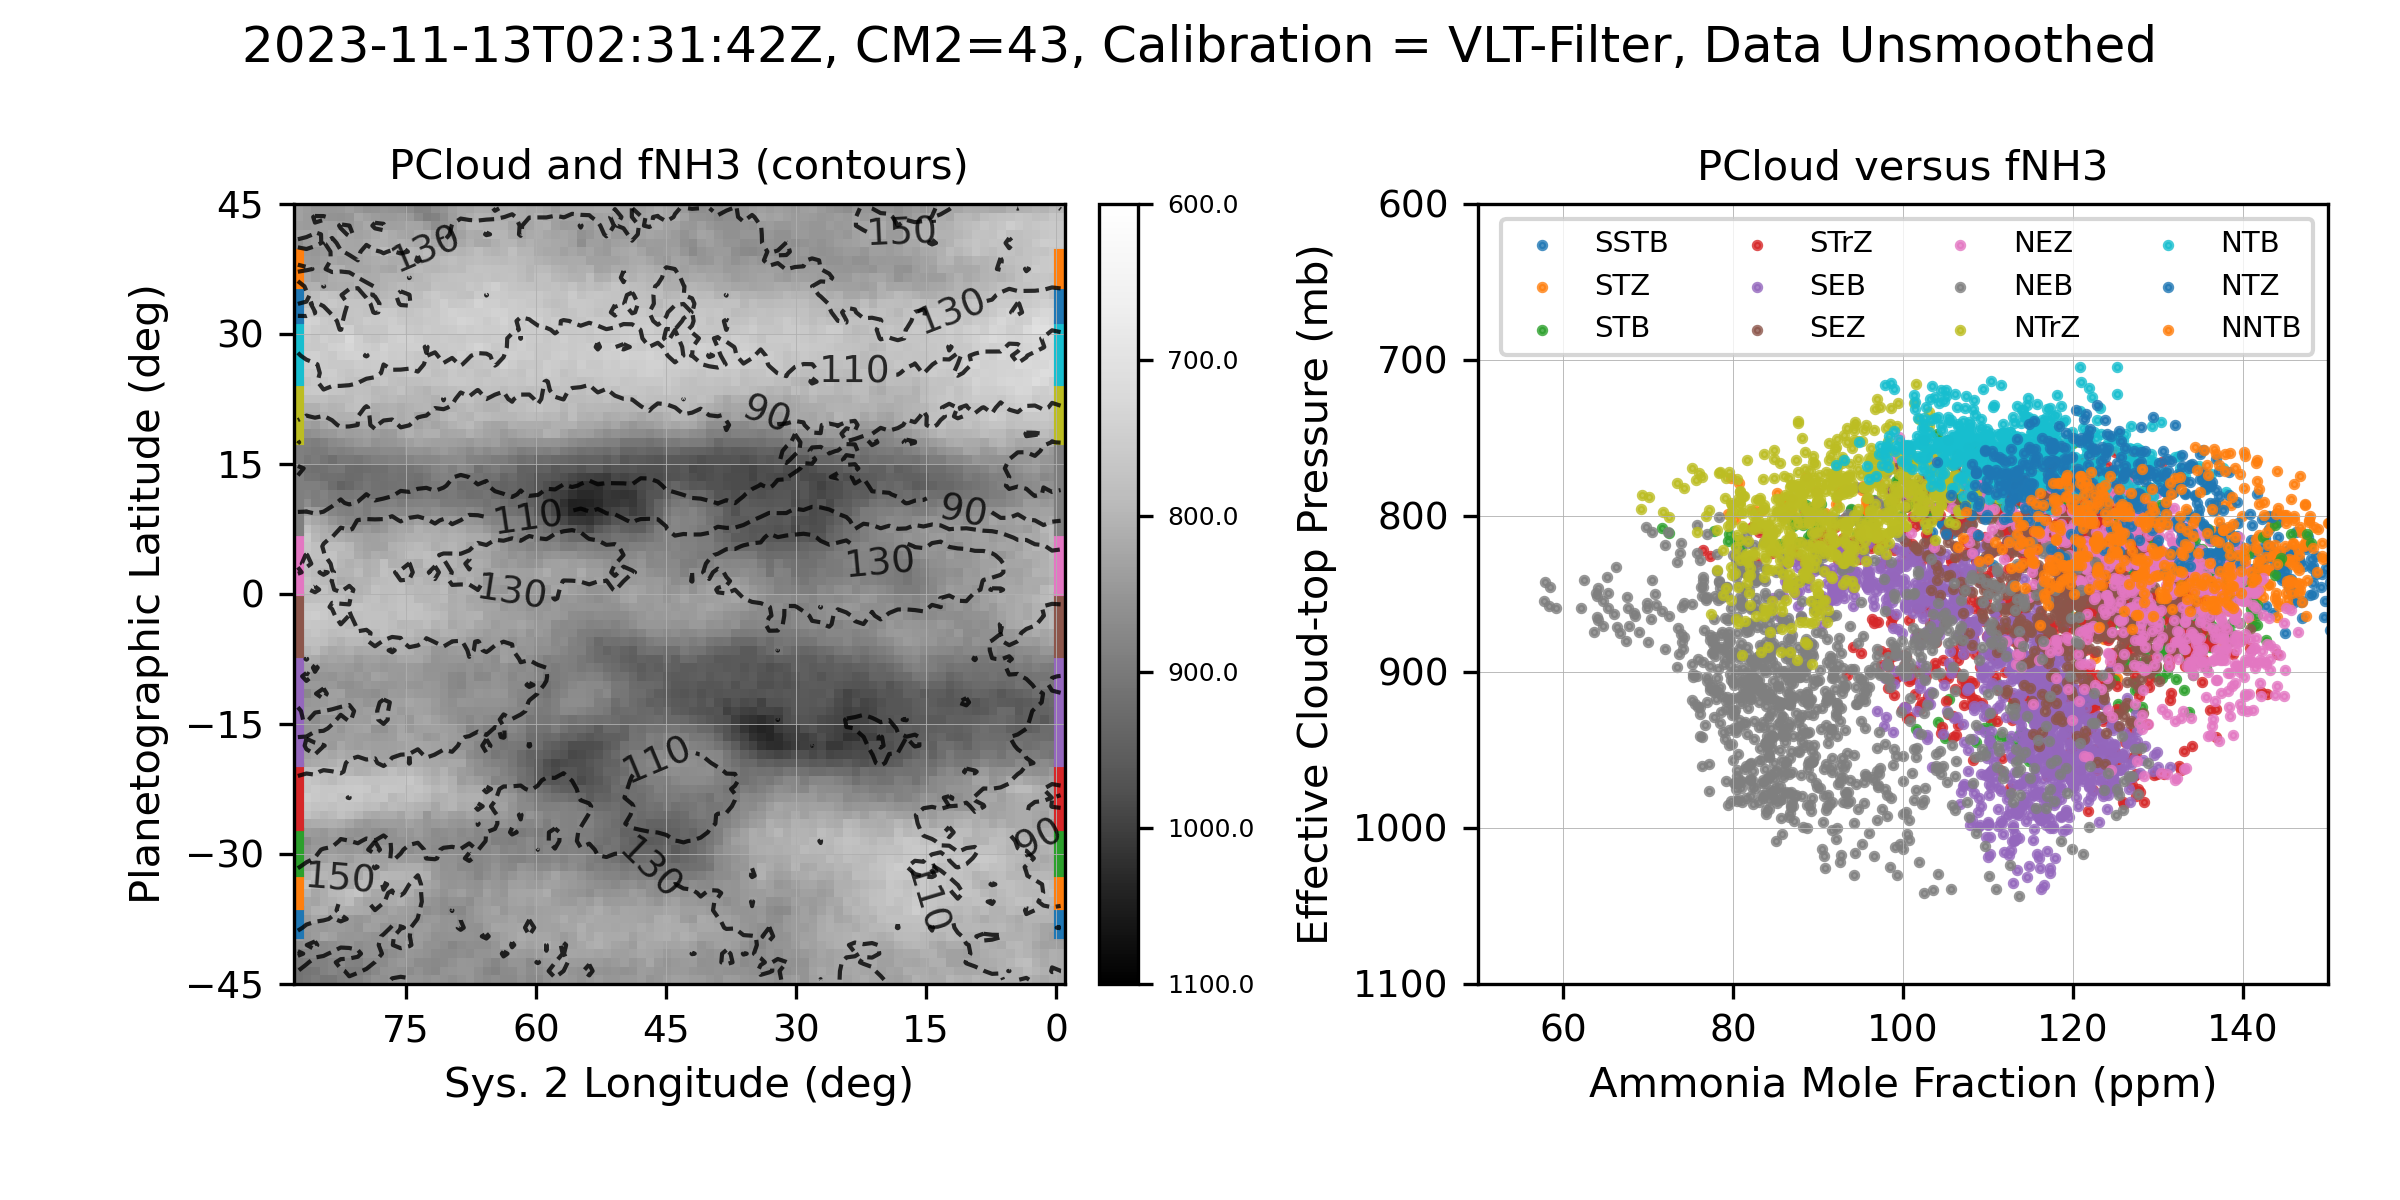 2023-11-13T02:31:42Z, CM2=43, Calibration = VLT-Filter, Data Unsmoothed
PCloud and fNH3 (contours)
Planetographic Latitude (deg)
45
30
15
0
−15
−30
−45
75
60
45
30
15
0
Sys. 2 Longitude (deg)
130
150
130
110
90
90
110
130
130
110
130
150
90
110
600.0
700.0
800.0
900.0
1000.0
1100.0
PCloud versus fNH3
Effective Cloud-top Pressure (mb)
600
700
800
900
1000
1100
SSTB
STZ
STB
STrZ
SEB
SEZ
NEZ
NEB
NTrZ
NTB
NTZ
NNTB
60
80
100
120
140
Ammonia Mole Fraction (ppm)